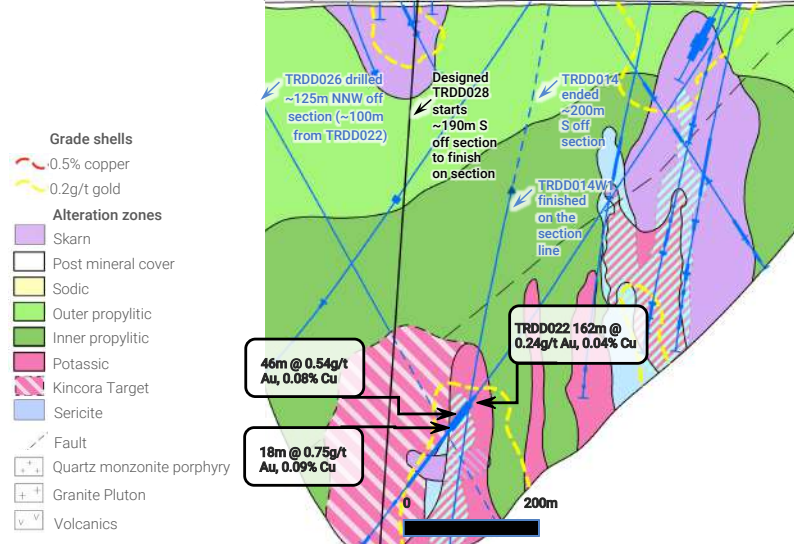 Grade shells
0.5% copper
0.2g/t gold
Alteration zones
Skarn
Post mineral cover
Sodic
Outer propylitic
Inner propylitic
Potassic
Kincora Target
Sericite
Fault
Quartz monzonite porphyry
Granite Pluton
Volcanics
TRDD026 drilled
~125m NNW off
section (~100m
from TRDD022)
Designed
TRDD028
starts
~190m S
off section
to finish
on section
TRDD014
ended
~200m
S off
section
TRDD014W1
finished
on the
section
line
TRDD022 162m @
0.24g/t Au, 0.04% Cu
46m @ 0.54g/t
Au, 0.08% Cu
18m @ 0.75g/t
Au, 0.09% Cu
0
200m